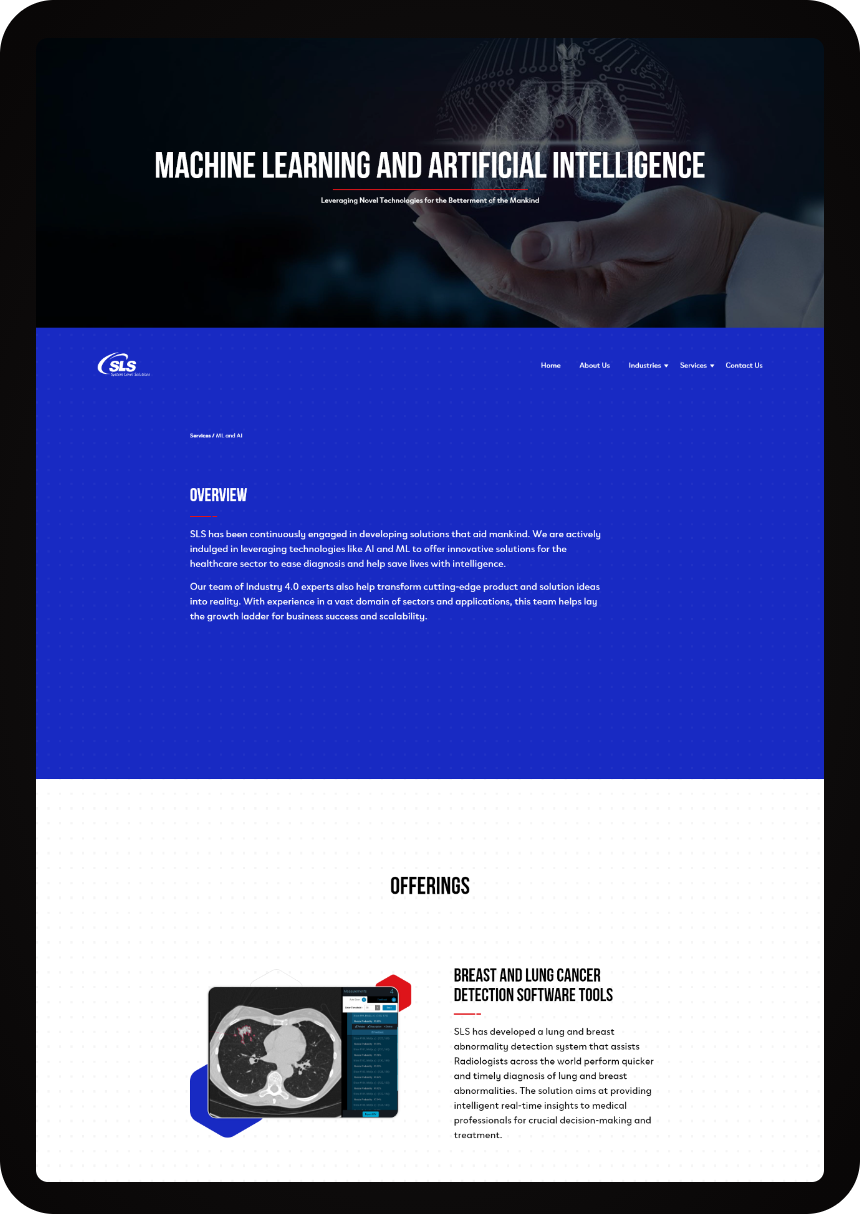 MACHINE LEARNING AND ARTIFICIAL INTELLIGENCE
Leveraging Novel Technologies for the Betterment of the Mankind
SLS
System Level Solutions
Home About Us Industries Services Contact Us
Services / ML and AI
OVERVIEW
SLS has been continuously engaged in developing solutions that aid mankind. We are actively
indulged in leveraging technologies like AI and ML to offer innovative solutions for the
healthcare sector to ease diagnosis and help save lives with intelligence.
Our team of Industry 4.0 experts also help transform cutting-edge product and solution ideas
into reality. With experience in a vast domain of sectors and applications, this team helps lay
the growth ladder for business success and scalability.
OFFERINGS
BREAST AND LUNG CANCER
DETECTION SOFTWARE TOOLS
SLS has developed a lung and breast
abnormality detection system that assists
Radiologists across the world perform quicker
and timely diagnosis of lung and breast
abnormalities. The solution aims at providing
intelligent real-time insights to medical
professionals for crucial decision-making and
treatment.